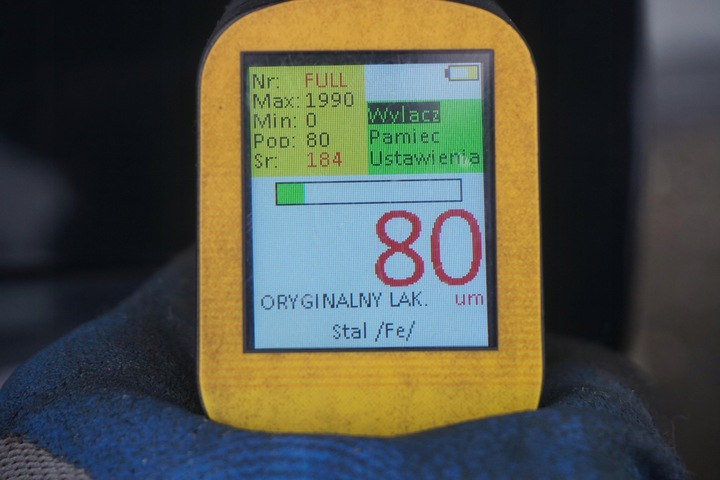 Nr: FULL
Max: 1990
Min: 0
Pop: 80
Sr: 184
Wylacz
Pamiec
Ustawienia
80
um
ORYGINALNY LAK.
Stal /Fe/